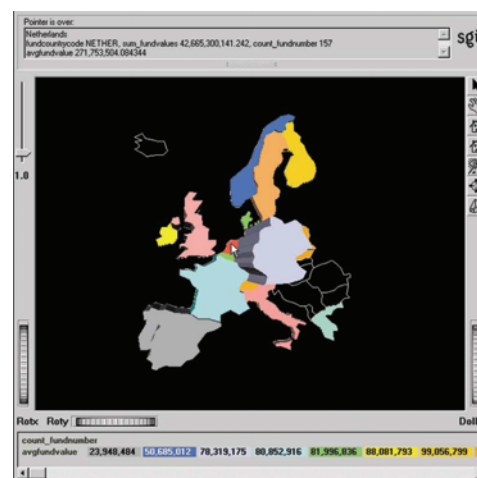 Pointer is over:
Netherlands
fundcountrycode NETHER, sum_fundvalues 42,665,300,141.242, count_fundnumber 157
avgfundvalue 271,753,504.084344
sgi
1.0
Rotx Roty
Doll
count_fundnumber
avgfundvalue 23,948,484 50,685,012 78,319,175 80,852,916 81,996,836 88,081,793 99,056,799